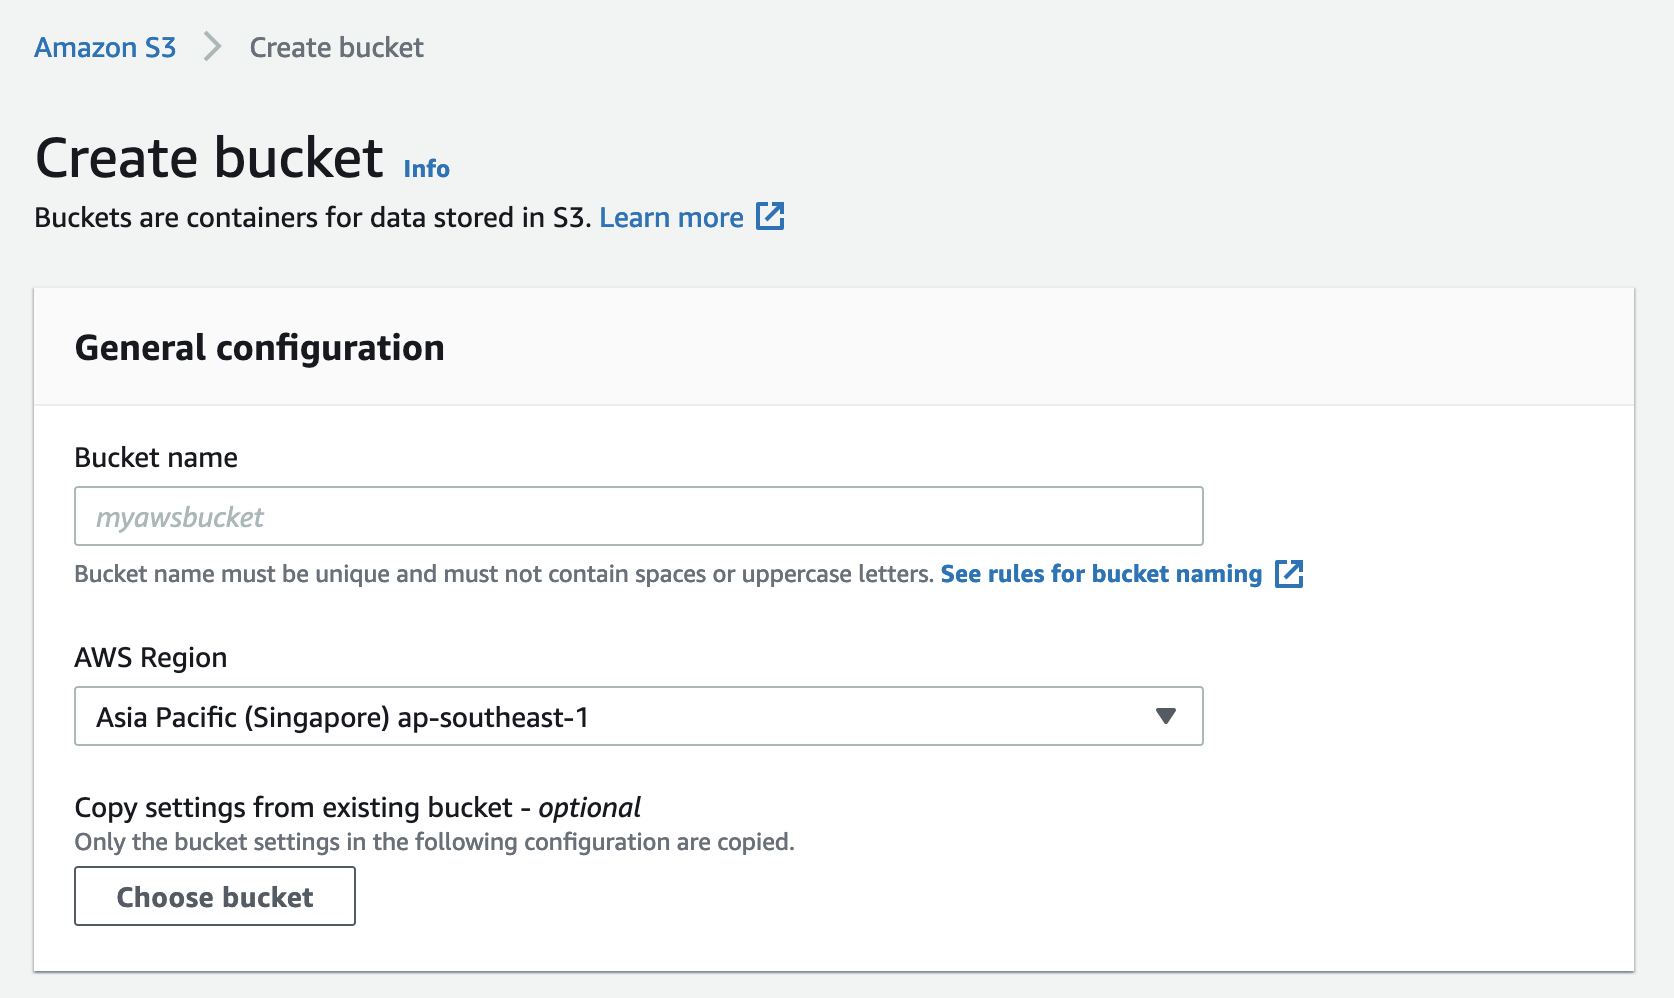 Amazon S3 > Create bucket
Create bucket Info
Buckets are containers for data stored in S3. Learn more
General configuration
Bucket name
myawsbucket
Bucket name must be unique and must not contain spaces or uppercase letters. See rules for bucket naming
AWS Region
Asia Pacific (Singapore) ap-southeast-1
Copy settings from existing bucket - optional
Only the bucket settings in the following configuration are copied.
Choose bucket